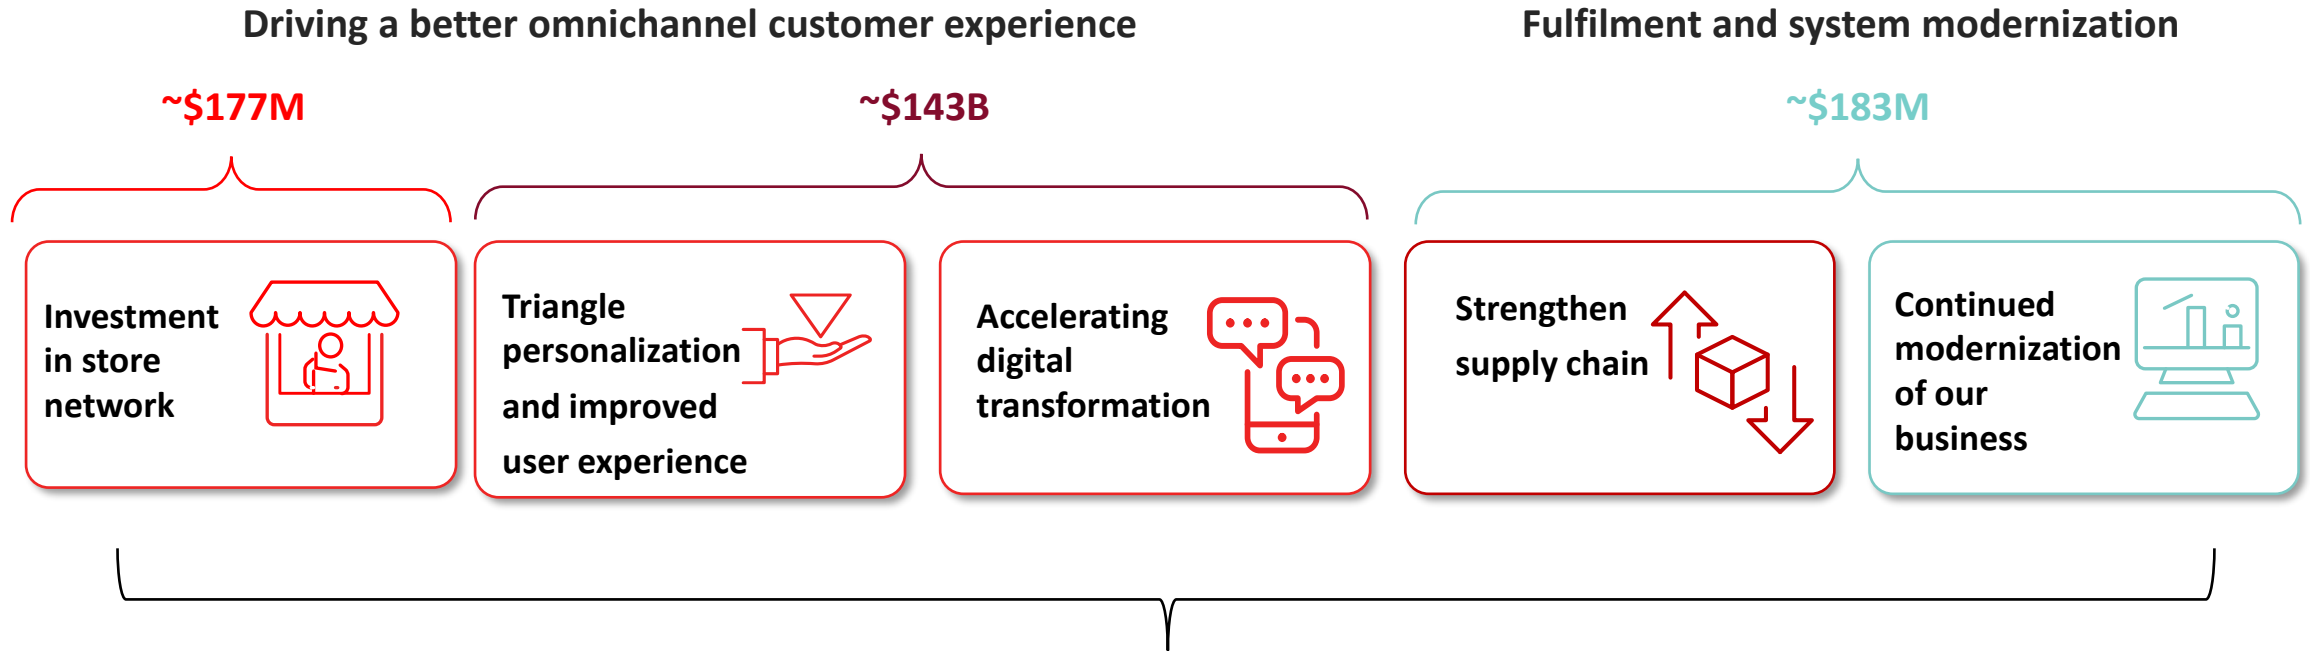 Driving a better omnichannel customer experience
Fulfilment and system modernization
~$177M
~$143B
~$183M
Investment
in store
network
Triangle
personalization
and improved
user experience
Accelerating
digital
transformation
Strengthen
supply chain
Continued
modernization
of our
business